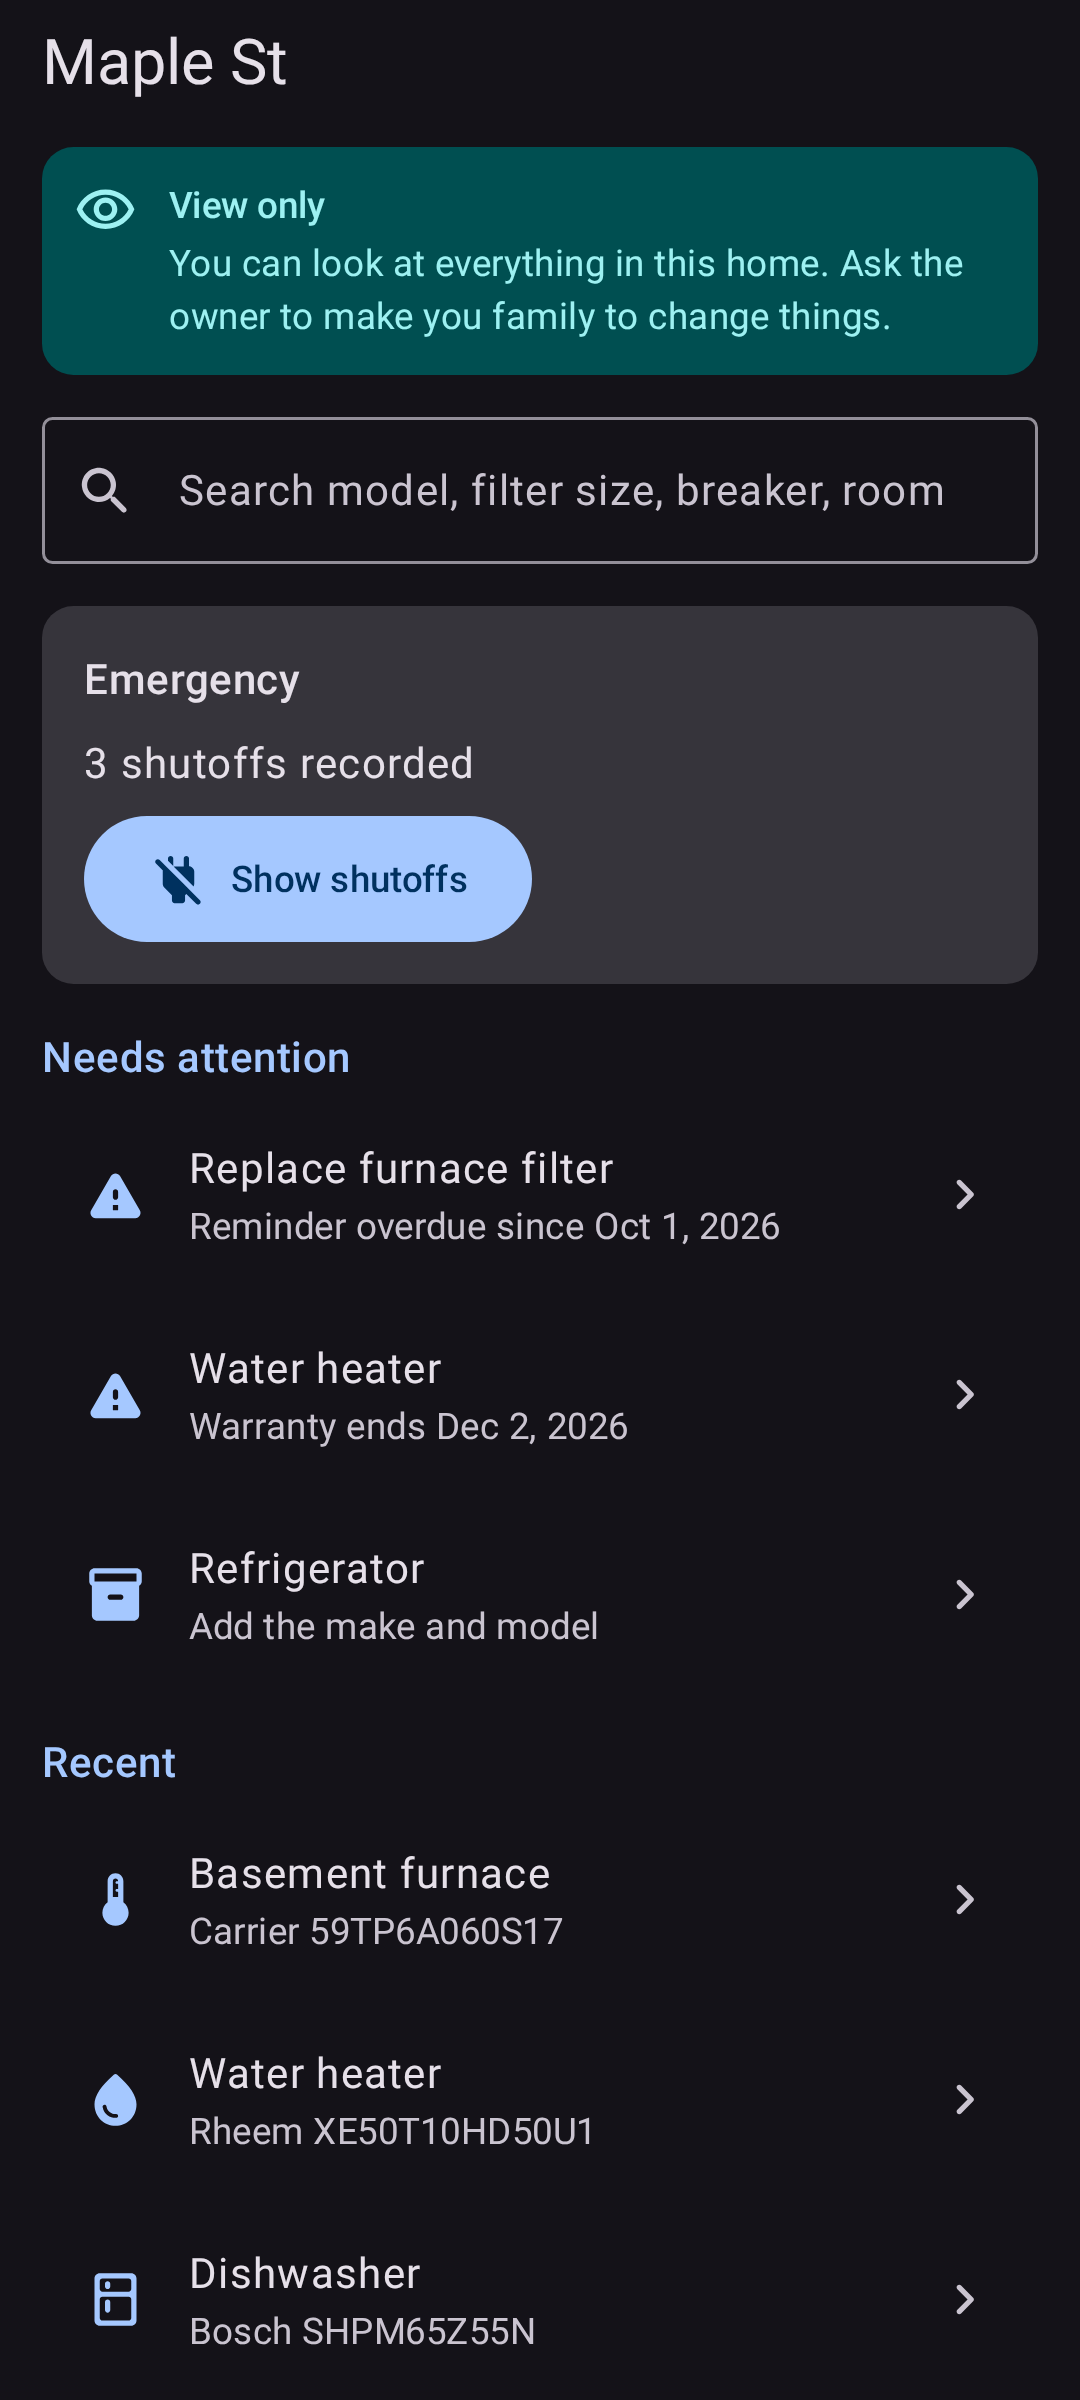 Maple St
View only
You can look at everything in this home. Ask the
owner to make you family to change things.
Search model, filter size, breaker, room
Emergency
3 shutoffs recorded
Show shutoffs
Needs attention
Replace furnace filter
Reminder overdue since Oct 1, 2026
Water heater
Warranty ends Dec 2, 2026
Refrigerator
Add the make and model
Recent
Basement furnace
Carrier 59TP6A060S17
Water heater
Rheem XE50T10HD50U1
Dishwasher
Bosch SHPM65Z55N